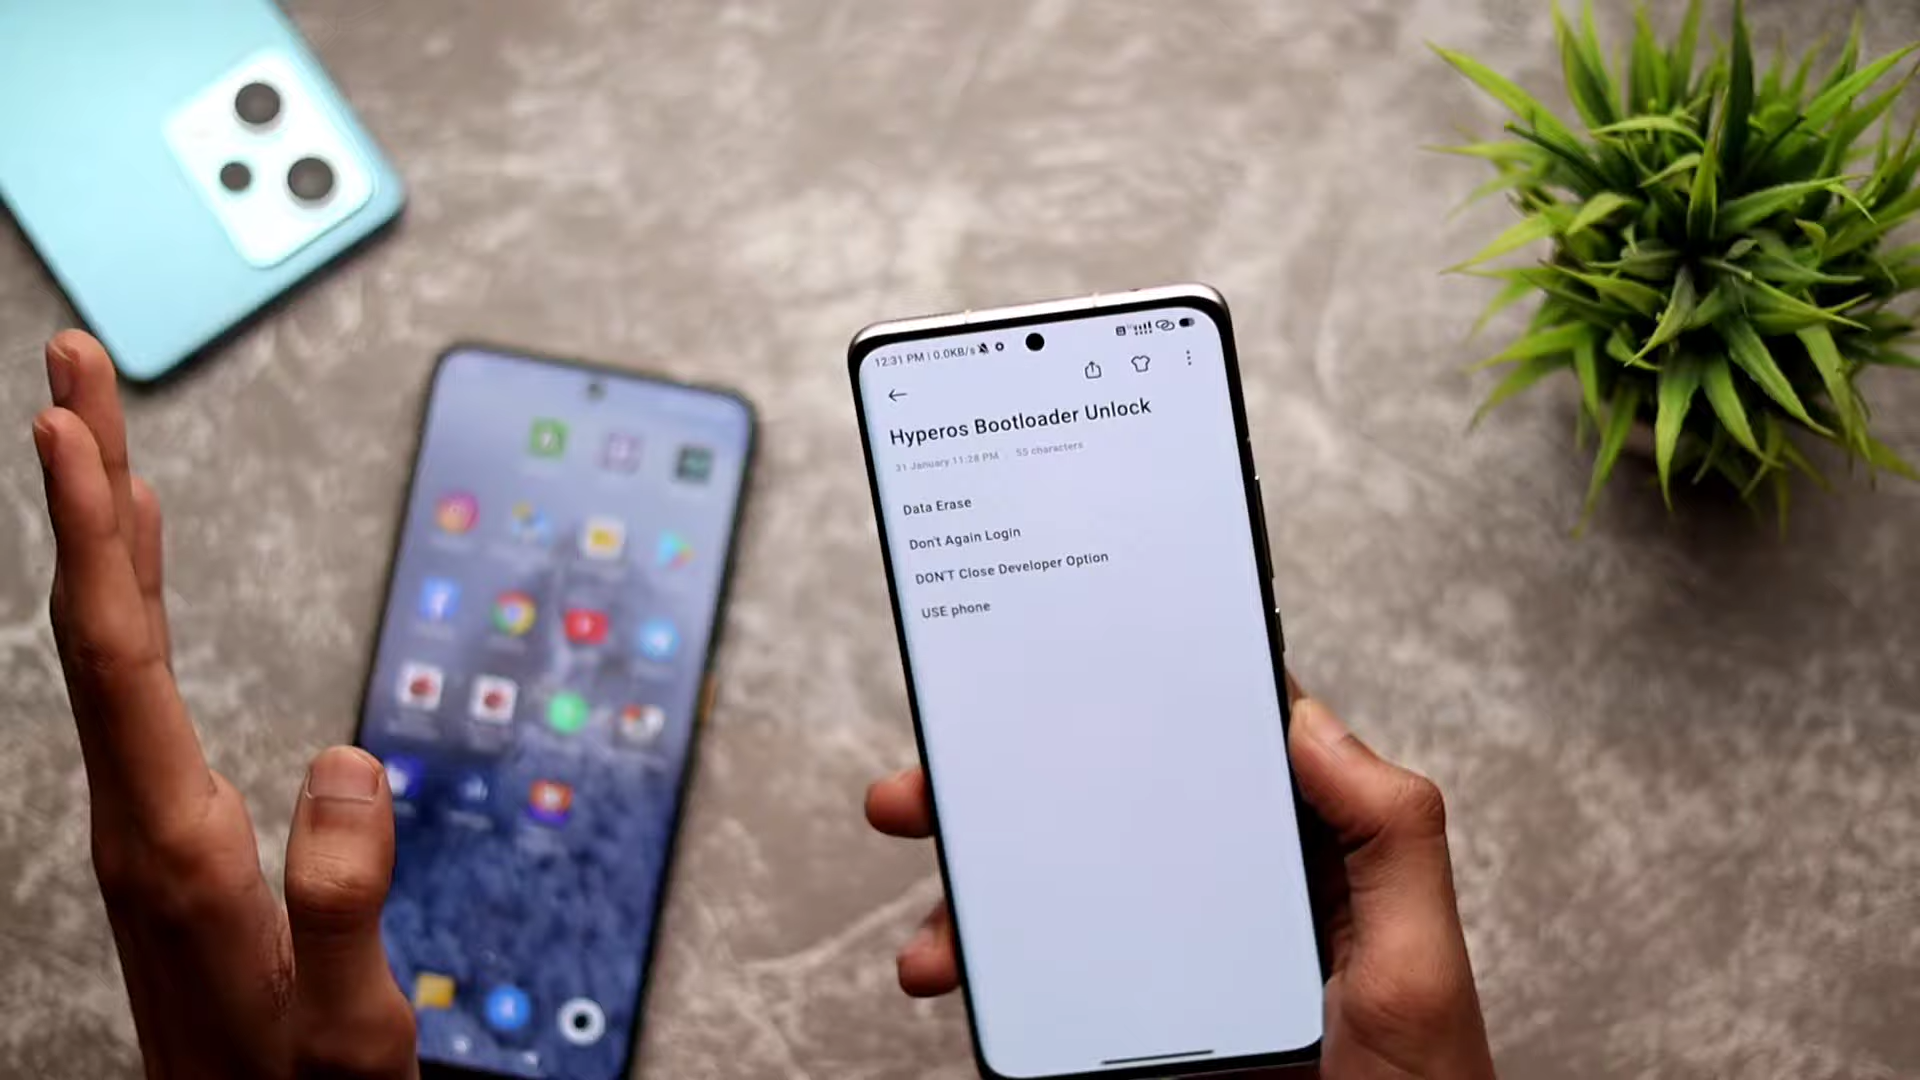 12:31 PM | 0.0KB/s
Hyperos Bootloader Unlock
31 January 11:28 PM 55 characters
Data Erase
Don't Again Login
DON'T Close Developer Option
USE phone